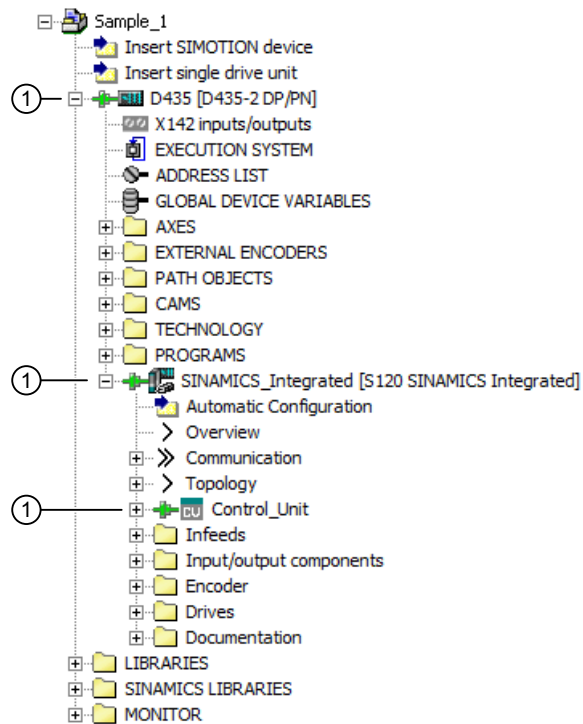 Sample_1
Insert SIMOTION device
Insert single drive unit
1 D435 [D435-2 DP/PN]
X142 inputs/outputs
EXECUTION SYSTEM
ADDRESS LIST
GLOBAL DEVICE VARIABLES
AXES
EXTERNAL ENCODERS
PATH OBJECTS
CAMS
TECHNOLOGY
PROGRAMS
1 SINAMICS_Integrated [S120 SINAMICS Integrated]
Automatic Configuration
Overview
Communication
Topology
1 CU Control_Unit
Infeeds
Input/output components
Encoder
Drives
Documentation
LIBRARIES
SINAMICS LIBRARIES
MONITOR